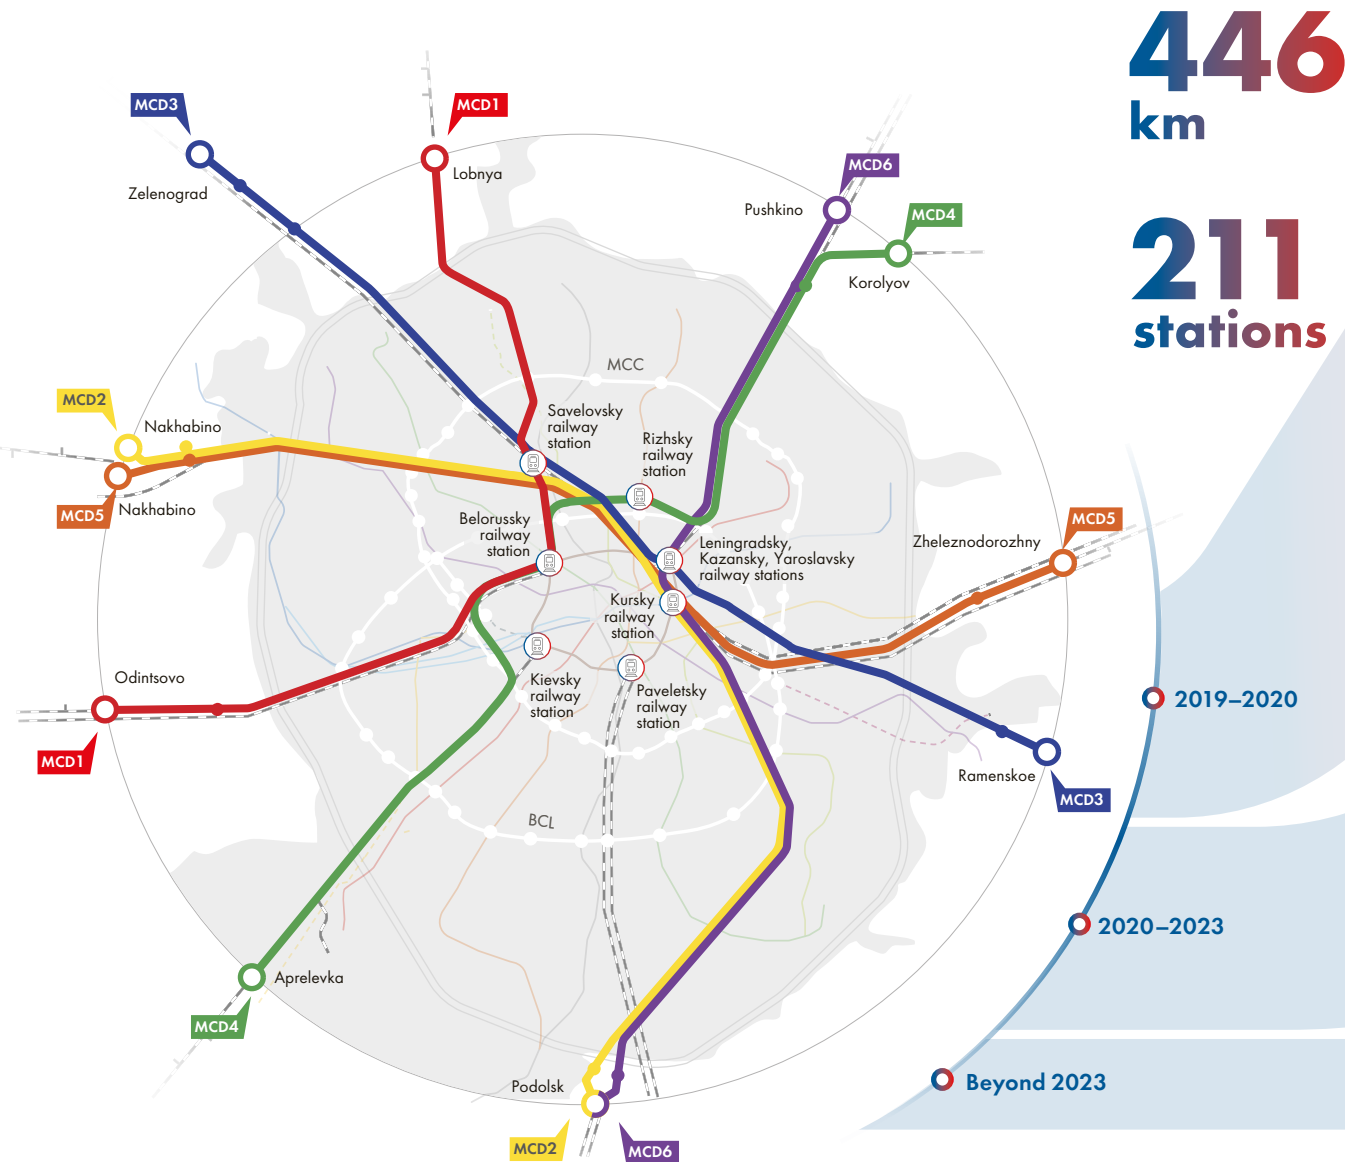 446
km
211
stations
MCD3
MCD1
Zelenograd
Lobnya
MCD6
Pushkino
MCD4
Korolyov
MCC
MCD2
Nakhabino
MCD5
Nakhabino
Savelovsky
railway
station
Rizhsky
railway
station
Belorussky
railway
station
Leningradsky,
Kazansky, Yaroslavsky
railway stations
Zheleznodorozhny
MCD5
Kursky
railway
station
Kievsky
railway
station
Paveletsky
railway
station
Odintsovo
MCD1
Ramenskoe
MCD3
BCL
Aprelevka
MCD4
Podolsk
MCD2
MCD6
2019–2020
2020–2023
Beyond 2023